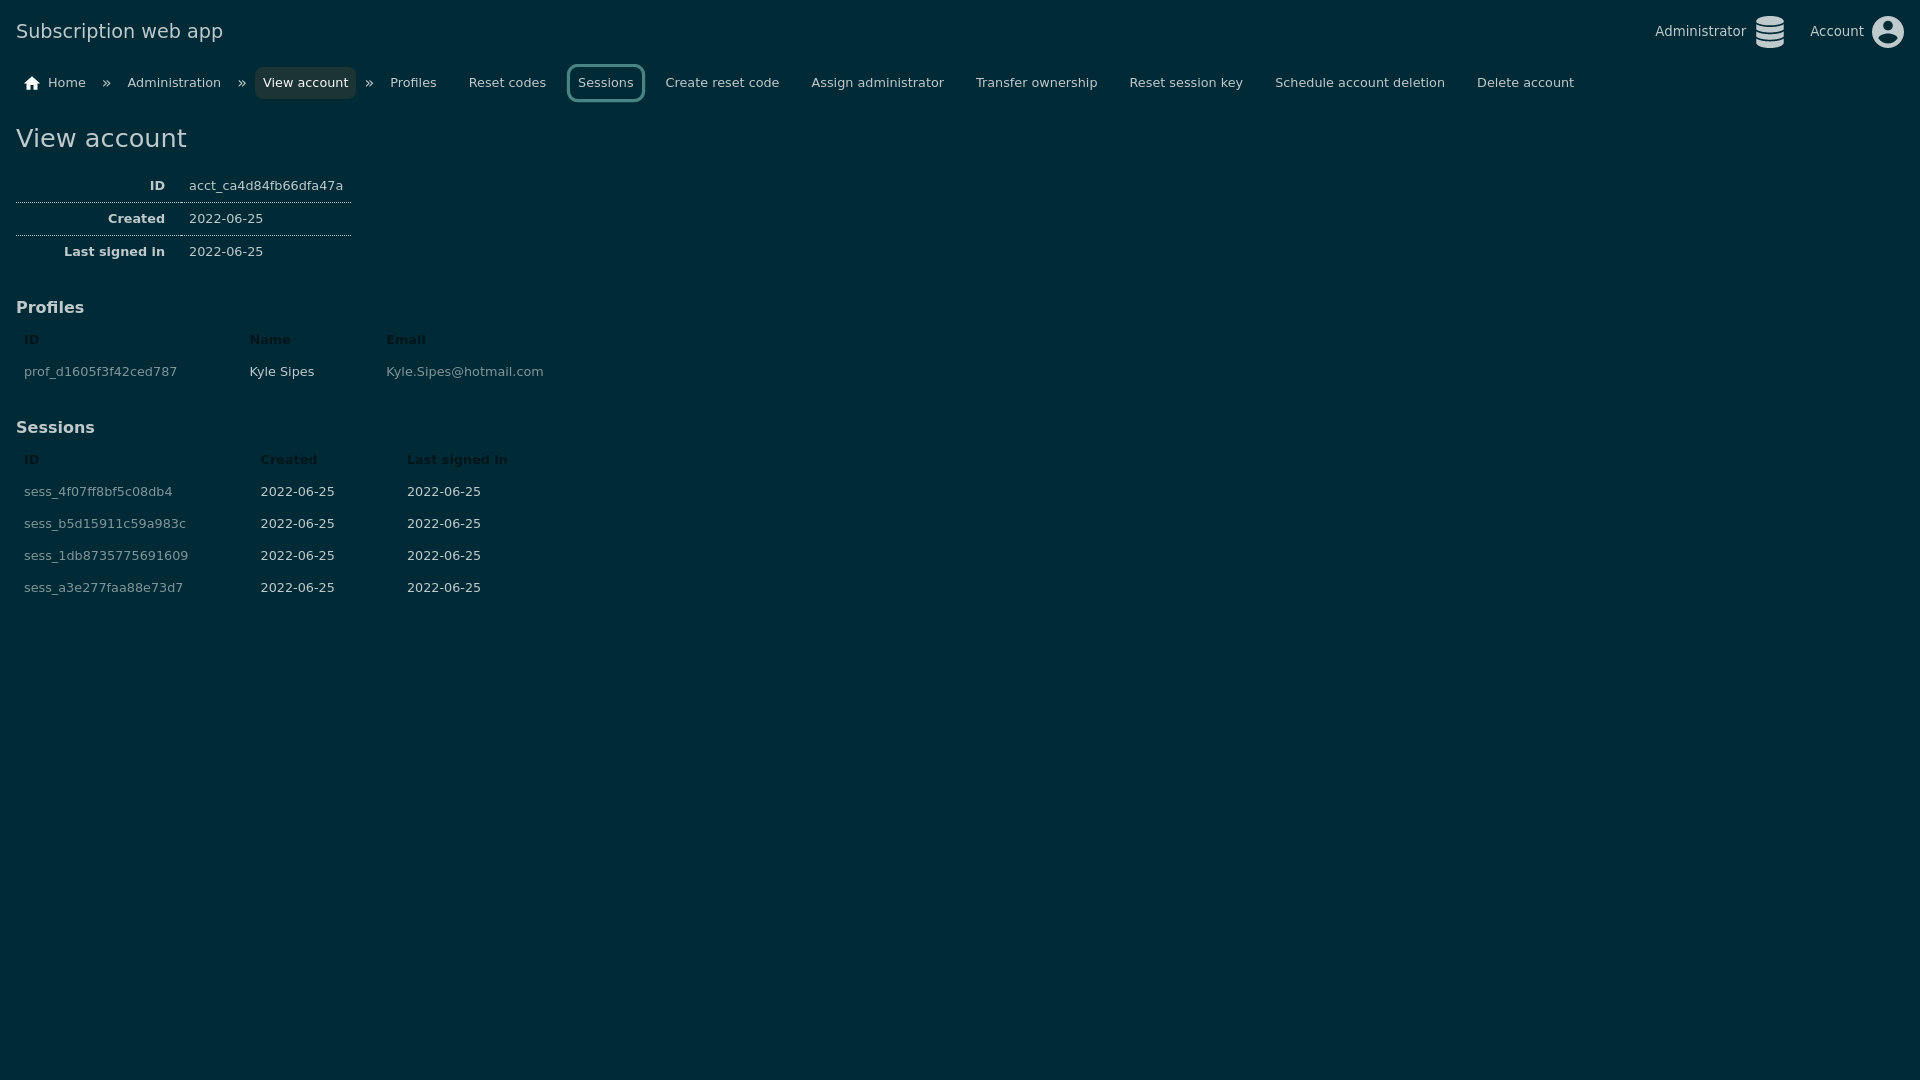 Subscription web app
Administrator
Account
Home » Administration » View account » Profiles Reset codes Sessions Create reset code Assign administrator Transfer ownership Reset session key Schedule account deletion Delete account
View account
ID acct_ca4d84fb66dfa47a
Created 2022-06-25
Last signed in 2022-06-25
Profiles
ID Name Email
prof_d1605f3f42ced787 Kyle Sipes Kyle.Sipes@hotmail.com
Sessions
ID Created Last signed in
sess_4f07ff8bf5c08db4 2022-06-25 2022-06-25
sess_b5d15911c59a983c 2022-06-25 2022-06-25
sess_1db8735775691609 2022-06-25 2022-06-25
sess_a3e277faa88e73d7 2022-06-25 2022-06-25